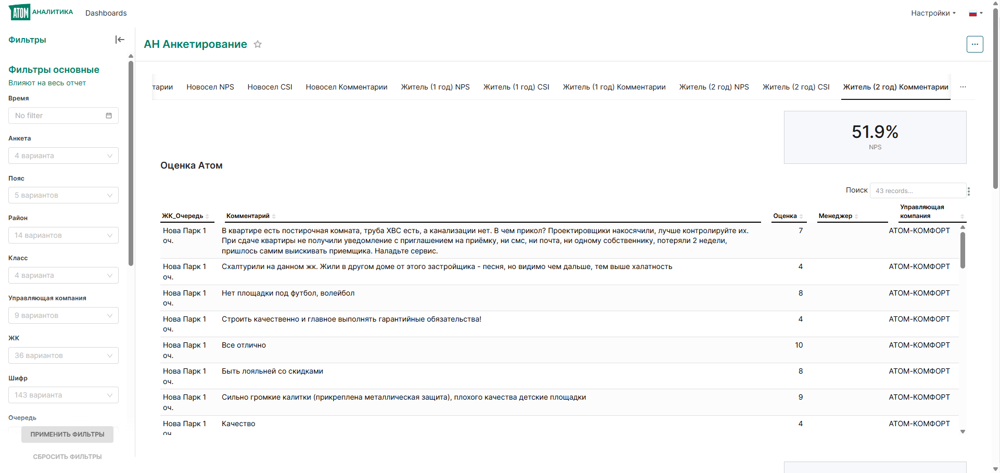 АТОМ АНАЛИТИКА
Dashboards
Настройки
Фильтры
Фильтры основные
Влияют на весь отчет
Время
No filter
Анкета
4 варианта
Пояс
5 вариантов
Район
14 вариантов
Класс
4 варианта
Управляющая компания
9 вариантов
ЖК
36 вариантов
Шифр
143 варианта
Очередь
ПРИМЕНИТЬ ФИЛЬТРЫ
СБРОСИТЬ ФИЛЬТРЫ
АН Анкетирование
...
тарии Новосел NPS Новосел CSI Новосел Комментарии Житель (1 год) NPS Житель (1 год) CSI Житель (1 год) Комментарии Житель (2 год) NPS Житель (2 год) CSI Житель (2 год) Комментарии ...
51.9%
NPS
Оценка Атом
Поиск 43 records...
ЖК_Очередь Комментарий Оценка Менеджер Управляющая
компания
Нова Парк 1 В квартире есть постирочная комната, труба ХВС есть, а канализации нет. В чем прикол? Проектировщики накосячили, лучше контролируйте их. 7 АТОМ-КОМФОРТ
оч. При сдаче квартиры не получили уведомление с приглашением на приёмку, ни смс, ни почта, ни одному собственнику, потеряли 2 недели,
пришлось самим выискивать приемщика. Наладьте сервис.
Нова Парк 1 Схалтурили на данном жк. Жили в другом доме от этого застройщика - песня, но видимо чем дальше, тем выше халатность 4 АТОМ-КОМФОРТ
оч.
Нова Парк 1 Нет площадки под футбол, волейбол 8 АТОМ-КОМФОРТ
оч.
Нова Парк 1 Строить качественно и главное выполнять гарантийные обязательства! 4 АТОМ-КОМФОРТ
оч.
Нова Парк 1 Все отлично 10 АТОМ-КОМФОРТ
оч.
Нова Парк 1 Быть лояльней со скидками 8 АТОМ-КОМФОРТ
оч.
Нова Парк 1 Сильно громкие калитки (прикреплена металлическая защита), плохого качества детские площадки 9 АТОМ-КОМФОРТ
оч.
Нова Парк 1 Качество 4 АТОМ-КОМФОРТ
оч